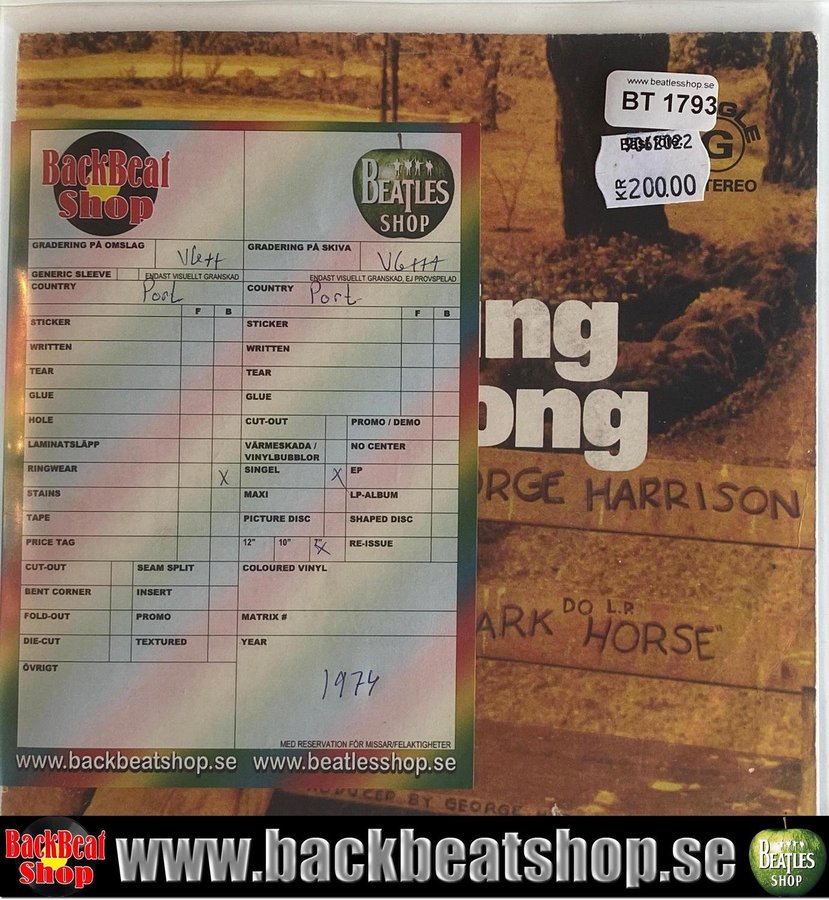 www.beatlesshop.se
BT 1793
KR 200.00
G
STEREO
BackBeat
Shop
BEATLES
SHOP
GRADERING PÅ OMSLAG
VG++
GRADERING PÅ SKIVA
VG+++
GENERIC SLEEVE
ENDAST VISUELLT GRANSKAD
ENDAST VISUELLT GRANSKAD, EJ PROVSPELAD
COUNTRY
Port
COUNTRY
Port
F B
F B
STICKER
STICKER
WRITTEN
WRITTEN
TEAR
TEAR
GLUE
GLUE
HOLE
CUT-OUT
PROMO / DEMO
LAMINATSLÄPP
VÄRMESKADA /
VINYLBUBBLOR
NO CENTER
RINGWEAR
X
SINGEL
X
EP
STAINS
MAXI
LP-ALBUM
TAPE
PICTURE DISC
SHAPED DISC
PRICE TAG
12" 10" 7" X
RE-ISSUE
CUT-OUT
SEAM SPLIT
COLOURED VINYL
BENT CORNER
INSERT
FOLD-OUT
PROMO
MATRIX #
DIE-CUT
TEXTURED
YEAR
ÖVRIGT
1974
MED RESERVATION FÖR MISSAR/FELAKTIGHETER
www.backbeatshop.se www.beatlesshop.se
ing
ong
ORGE HARRISON
DO L.P.
ARK HORSE"
ODUCER BY GEORGE H
BackBeat
Shop
www.backbeatshop.se
BEATLES
SHOP